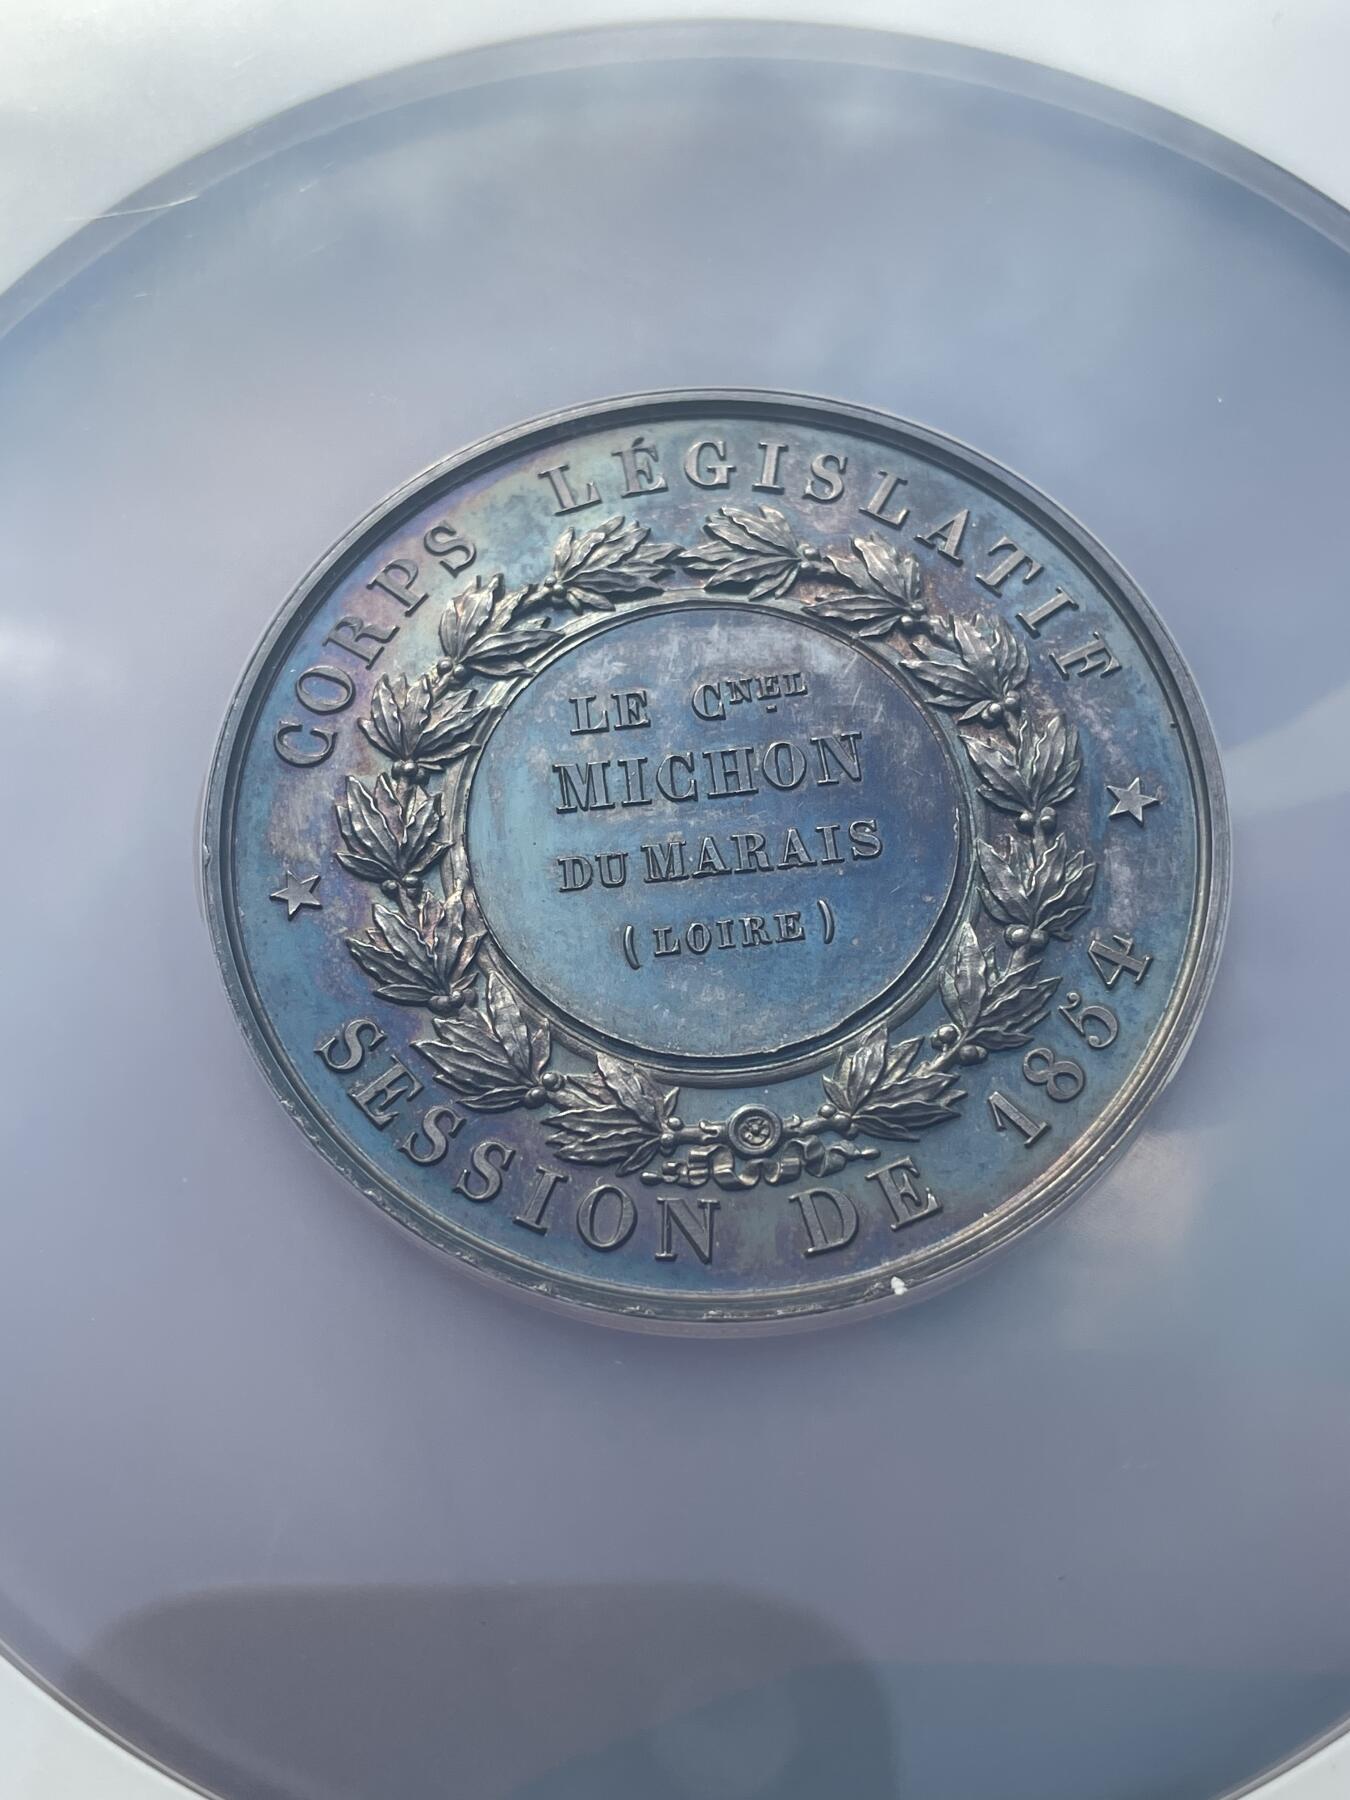 CORPS LÉGISLATIF
LE CNEL
MICHON
DU MARAIS
(LOIRE)
SESSION DE 1854